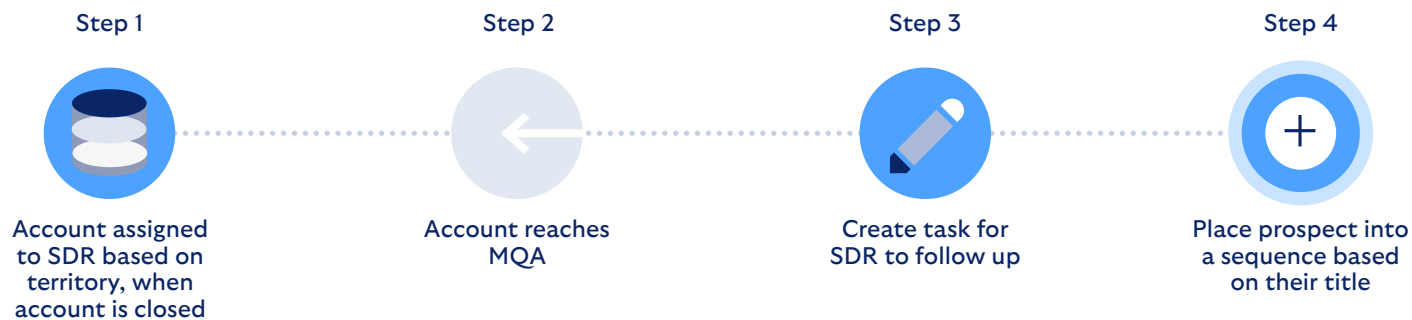 Step 1
Account assigned
to SDR based on
territory, when
account is closed
Step 2
Account reaches
MQA
Step 3
Create task for
SDR to follow up
Step 4
Place prospect into
a sequence based
on their title